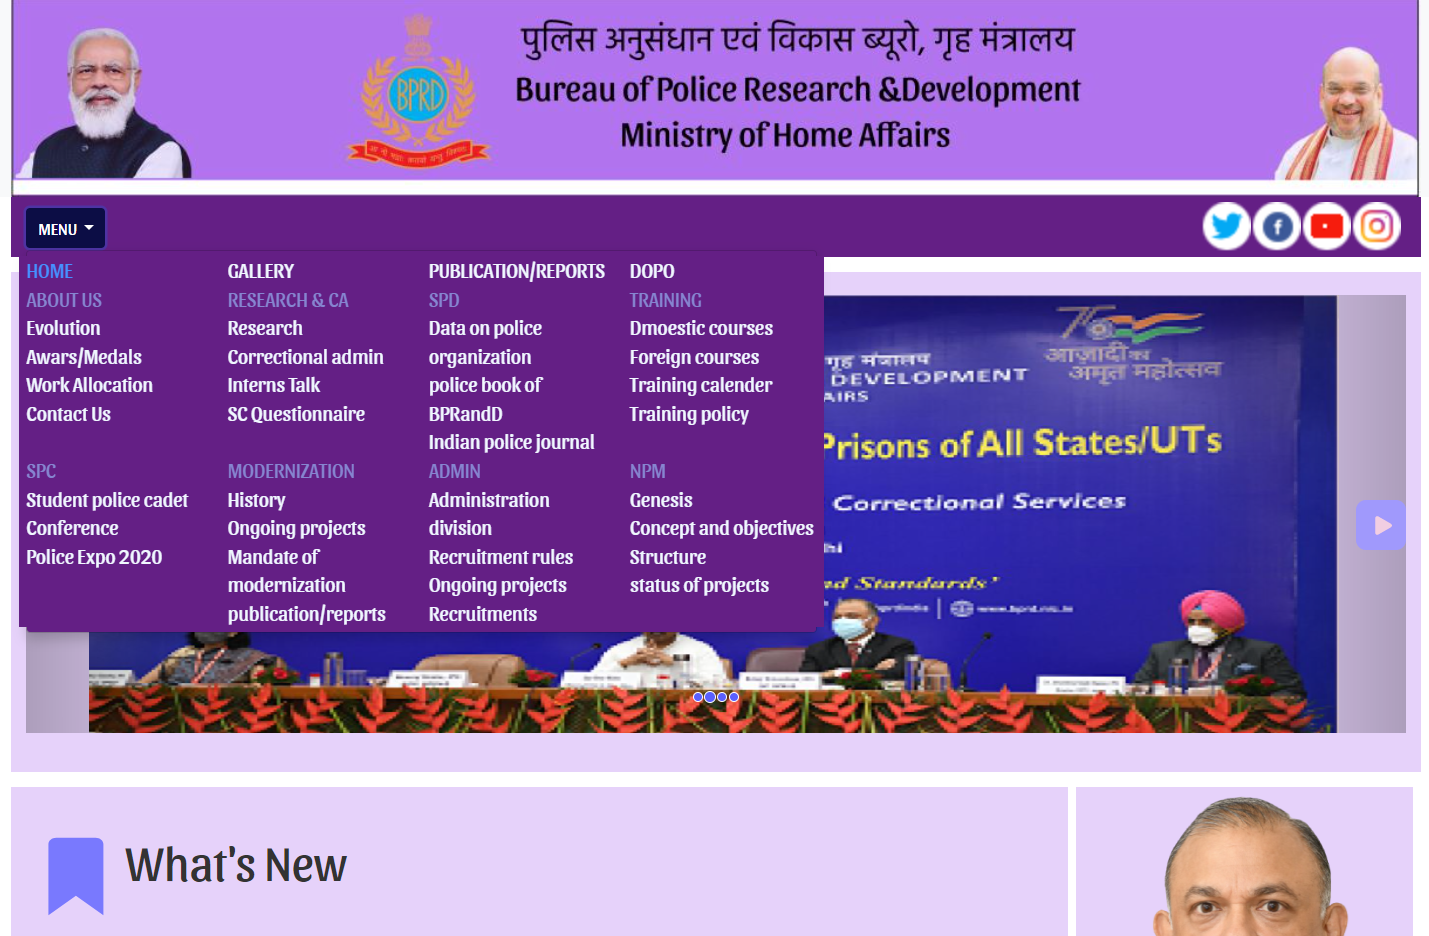 पुलिस अनुसंधान एवं विकास ब्यूरो, गृह मंत्रालय
Bureau of Police Research &Development
Ministry of Home Affairs
BPRD
MENU
HOME
ABOUT US
Evolution
Awars/Medals
Work Allocation
Contact Us
GALLERY
RESEARCH & CA
Research
Correctional admin
Interns Talk
SC Questionnaire
PUBLICATION/REPORTS
SPD
Data on police
organization
police book of
BPRandD
Indian police journal
DOPO
TRAINING
Dmoestic courses
Foreign courses
Training calender
Training policy
SPC
Student police cadet
Conference
Police Expo 2020
MODERNIZATION
History
Ongoing projects
Mandate of
modernization
publication/reports
ADMIN
Administration
division
Recruitment rules
Ongoing projects
Recruitments
NPM
Genesis
Concept and objectives
Structure
status of projects
आज़ादी का
अमृत महोत्सव
गृह मंत्रालय
DEVELOPMENT
AIRS
Prisons of All States/UTs
Correctional Services
hi
nd Standards'
What's New